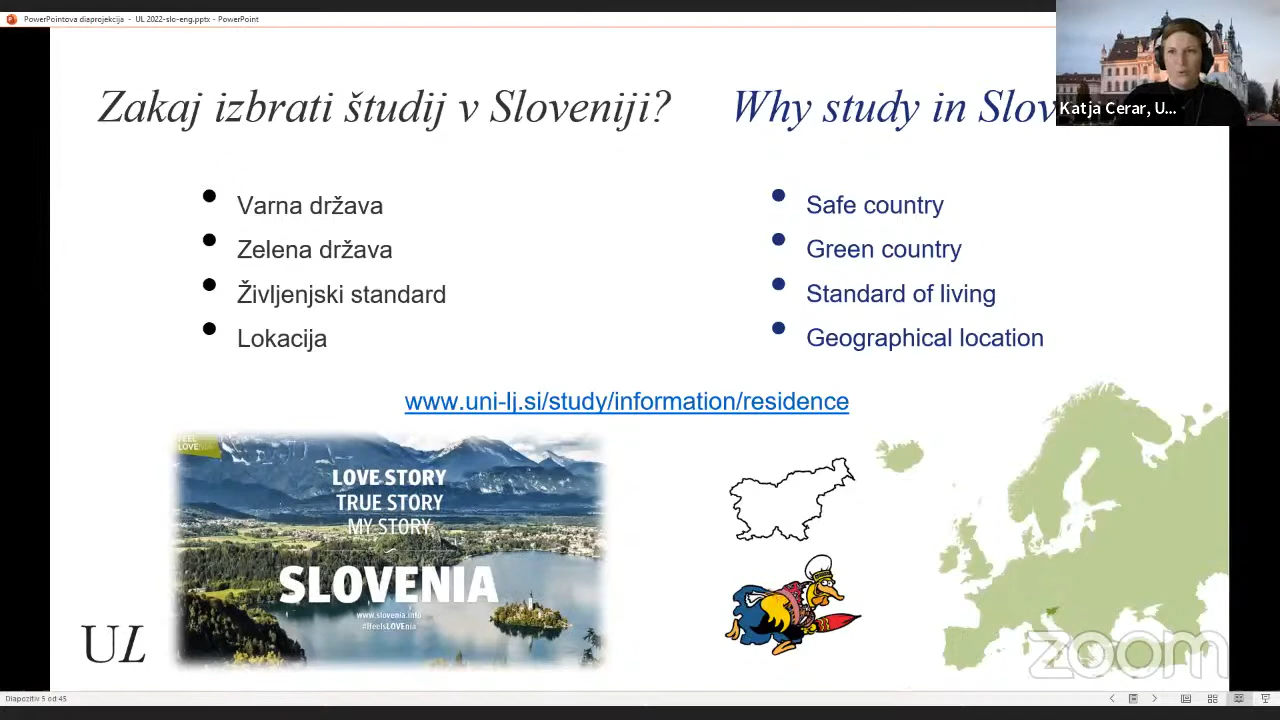 PowerPointova diaprojekcija - UL 2022-slo-eng.pptx - PowerPoint
Zakaj izbrati študij v Sloveniji?
Why study in Slov
Katja Cerar, U...
Varna država
Zelena država
Življenjski standard
Lokacija
Safe country
Green country
Standard of living
Geographical location
www.uni-lj.si/study/information/residence
FEEL
LOVE
LOVE STORY
TRUE STORY
MY STORY
SLOVENIA
www.slovenia.info
#ifeelsLOVEnia
UL
zoom
Diapozitiv 5 od 45